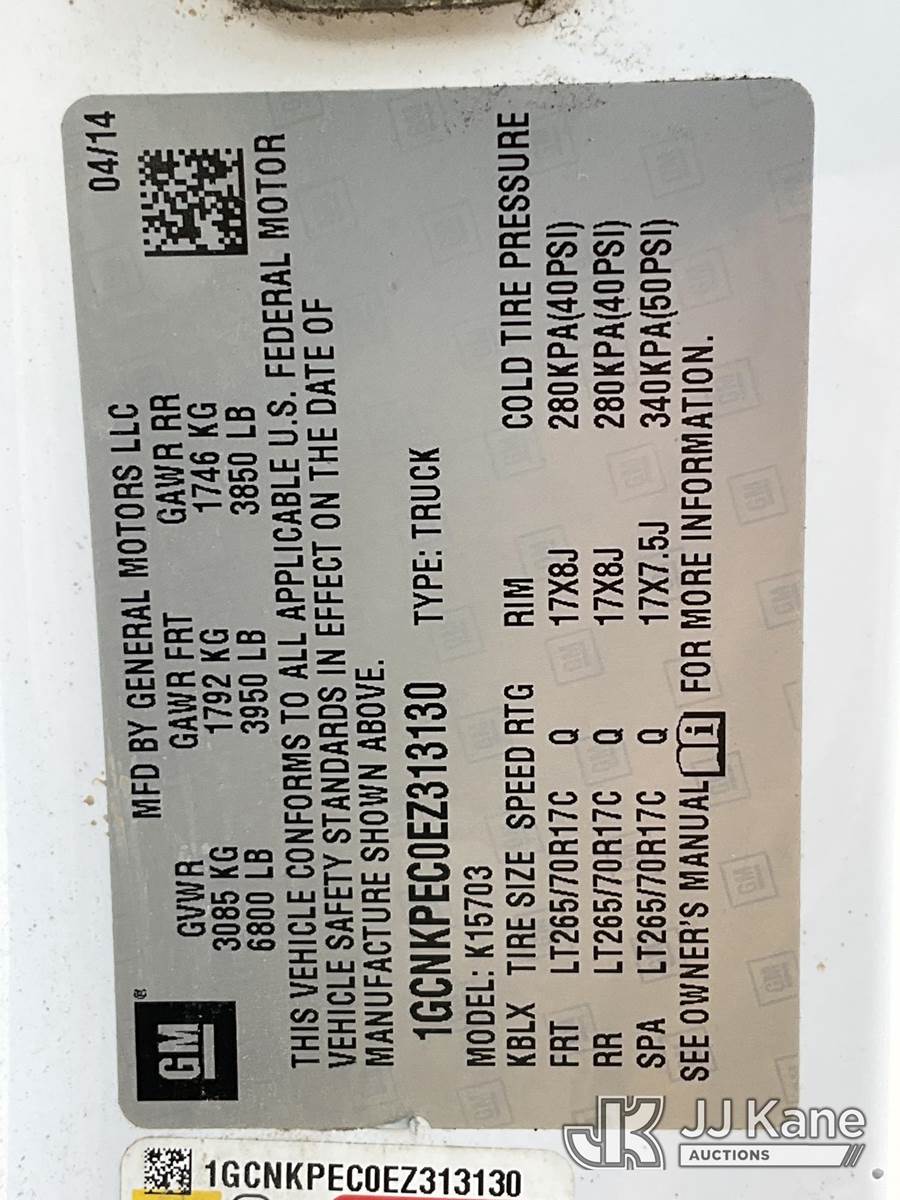 GM®
MFD BY GENERAL MOTORS LLC 04/14
GVWR GAWR FRT GAWR RR
3085 KG 1792 KG 1746 KG
6800 LB 3950 LB 3850 LB
THIS VEHICLE CONFORMS TO ALL APPLICABLE U.S. FEDERAL MOTOR
VEHICLE SAFETY STANDARDS IN EFFECT ON THE DATE OF
MANUFACTURE SHOWN ABOVE.
1GCNKPEC0EZ313130 TYPE: TRUCK
MODEL: K15703
KBLX TIRE SIZE SPEED RTG RIM COLD TIRE PRESSURE
FRT LT265/70R17C Q 17X8J 280KPA(40PSI)
RR LT265/70R17C Q 17X8J 280KPA(40PSI)
SPA LT265/70R17C Q 17X7.5J 340KPA(50PSI)
SEE OWNER'S MANUAL i FOR MORE INFORMATION.
1GCNKPEC0EZ313130
JK JJ Kane
AUCTIONS